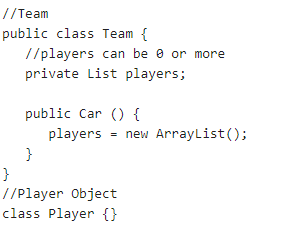 //Team
public class Team {
   //players can be 0 or more
   private List players;

   public Car () {
      players = new ArrayList();
   }
}
//Player Object
class Player {}